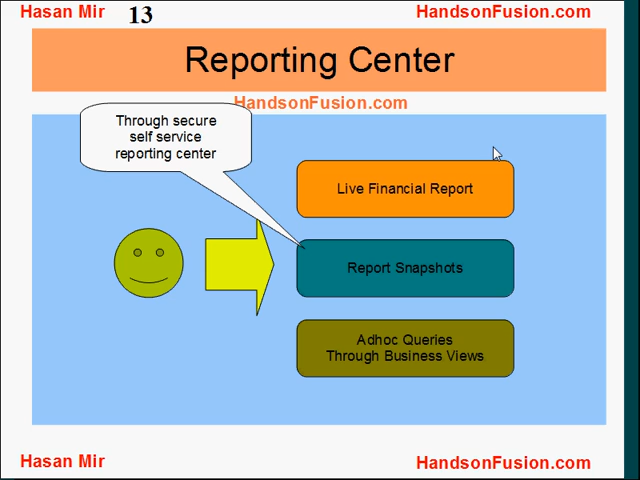 Hasan Mir 13 HandsonFusion.com
Reporting Center
HandsonFusion.com
Through secure
self service
reporting center
Live Financial Report
Report Snapshots
Adhoc Queries
Through Business Views
Hasan Mir HandsonFusion.com